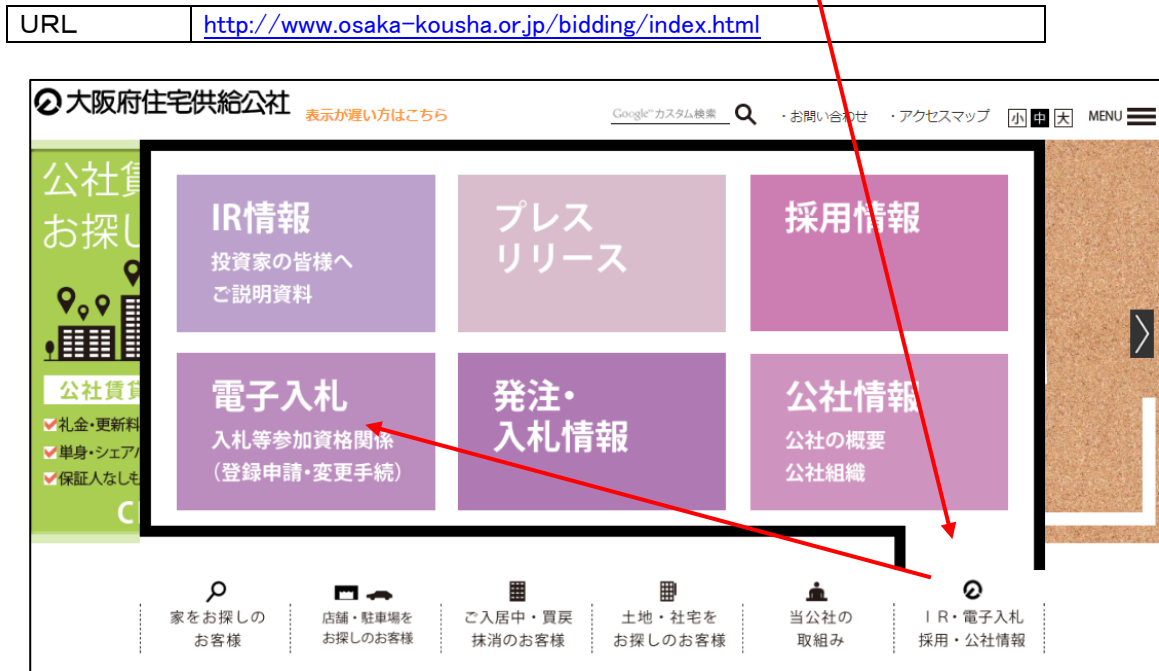 URL http://www.osaka-kousha.or.jp/bidding/index.html
大阪府住宅供給公社 表示が遅い方はこちら Google™カスタム検索 ・お問い合わせ ・アクセスマップ 小 中 大 MENU
公社賃
お探し
公社賃貸
✔礼金・更新料
✔単身・シェアハ
✔保証人なしも
C
IR情報
投資家の皆様へ
ご説明資料
プレス
リリース
採用情報
電子入札
入札等参加資格関係
(登録申請・変更手続)
発注・
入札情報
公社情報
公社の概要
公社組織
家をお探しの
お客様
店舗・駐車場を
お探しのお客様
ご入居中・買戻
抹消のお客様
土地・社宅を
お探しのお客様
当公社の
取組み
IR・電子入札
採用・公社情報